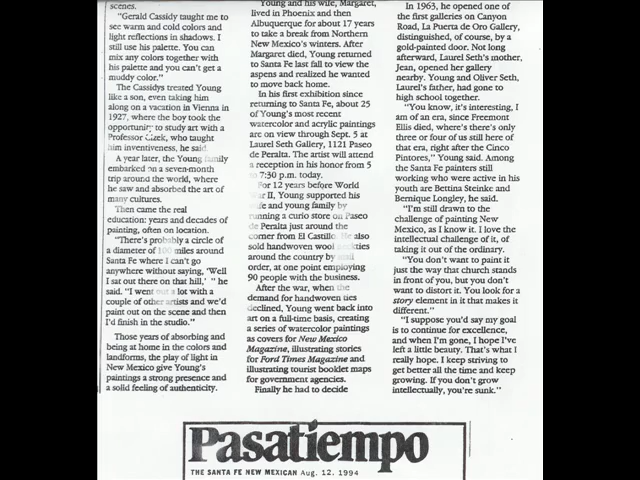 scenes.
"Gerald Cassidy taught me to
see warm and cold colors and
light reflections in shadows. I
still use his palette. You can
mix any colors together with
his palette and you can't get a
muddy color."
The Cassidys treated Young
like a son, even taking him
along on a vacation in Vienna in
1927, where the boy took the
opportunity to study art with a
Professor Cizek, who taught
him inventiveness, he said.
A year later, the Young family
embarked on a seven-month
trip around the world, where
he saw and absorbed the art of
many cultures.
Then came the real
education: years and decades of
painting, often on location.
"There's probably a circle of
a diameter of 100 miles around
Santa Fe where I can't go
anywhere without saying, 'Well
I sat out there on that hill,' " he
said. "I went out a lot with a
couple of other artists and we'd
paint out on the scene and then
I'd finish in the studio."
Those years of absorbing and
being at home in the colors and
landforms, the play of light in
New Mexico give Young's
paintings a strong presence and
a solid feeling of authenticity.
Young and his wife, Margaret,
lived in Phoenix and then
Albuquerque for about 17 years
to take a break from Northern
New Mexico's winters. After
Margaret died, Young returned
to Santa Fe last fall to view the
aspens and realized he wanted
to move back home.
In his first exhibition since
returning to Santa Fe, about 25
of Young's most recent
watercolor and acrylic paintings
are on view through Sept. 5 at
Laurel Seth Gallery, 1121 Paseo
de Peralta. The artist will attend
a reception in his honor from 5
to 7:30 p.m. today.
For 12 years before World
War II, Young supported his
wife and young family by
running a curio store on Paseo
de Peralta just around the
corner from El Castillo. He also
sold handwoven wool neckties
around the country by mail
order, at one point employing
90 people with the business.
After the war, when the
demand for handwoven ties
declined, Young went back into
art on a full-time basis, creating
a series of watercolor paintings
as covers for New Mexico
Magazine, illustrating stories
for Ford Times Magazine and
illustrating tourist booklet maps
for government agencies.
Finally he had to decide
In 1963, he opened one of
the first galleries on Canyon
Road, La Puerta de Oro Gallery,
distinguished, of course, by a
gold-painted door. Not long
afterward, Laurel Seth's mother,
Jean, opened her gallery
nearby. Young and Oliver Seth,
Laurel's father, had gone to
high school together.
"You know, it's interesting, I
am of an era, since Freemont
Ellis died, where's there's only
three or four of us still here of
that era, right after the Cinco
Pintores," Young said. Among
the Santa Fe painters still
working who were active in his
youth are Bettina Steinke and
Bernique Longley, he said.
"I'm still drawn to the
challenge of painting New
Mexico, as I know it. I love the
intellectual challenge of it, of
taking it out of the ordinary.
"You don't want to paint it
just the way that church stands
in front of you, but you don't
want to distort it. You look for a
story element in it that makes it
different."
"I suppose you'd say my goal
is to continue for excellence,
and when I'm gone, I hope I've
left a little beauty. That's what I
really hope. I keep striving to
get better all the time and keep
growing. If you don't grow
intellectually, you're sunk."
Pasatiempo
THE SANTA FE NEW MEXICAN Aug. 12, 1994